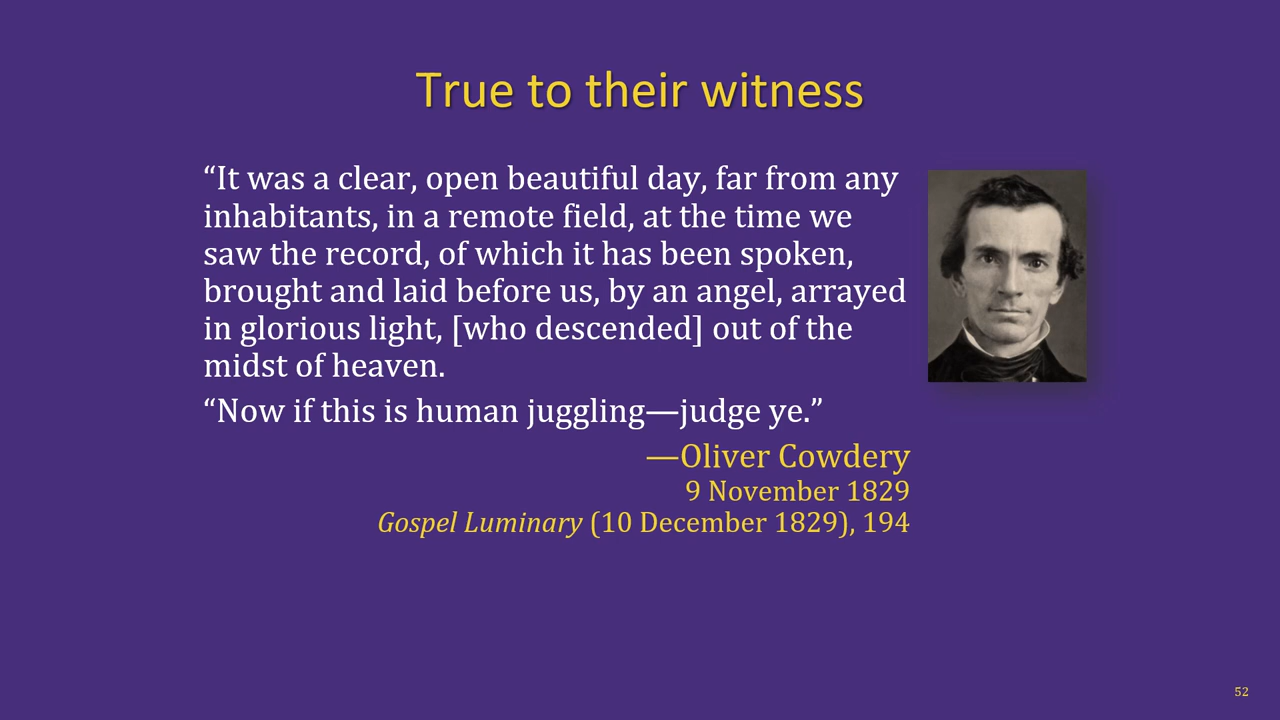 True to their witness
“It was a clear, open beautiful day, far from any
inhabitants, in a remote field, at the time we
saw the record, of which it has been spoken,
brought and laid before us, by an angel, arrayed
in glorious light, [who descended] out of the
midst of heaven.
“Now if this is human juggling—judge ye.”
—Oliver Cowdery
9 November 1829
Gospel Luminary (10 December 1829), 194
52